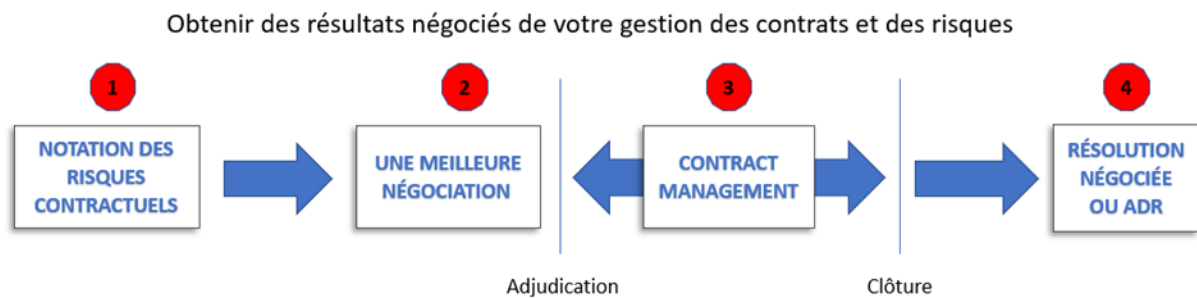 Obtenir des résultats négociés de votre gestion des contrats et des risques
1
2
3
4
NOTATION DES
RISQUES
CONTRACTUELS
UNE MEILLEURE
NÉGOCIATION
CONTRACT
MANAGEMENT
RÉSOLUTION
NÉGOCIÉE
OU ADR
Adjudication
Clôture